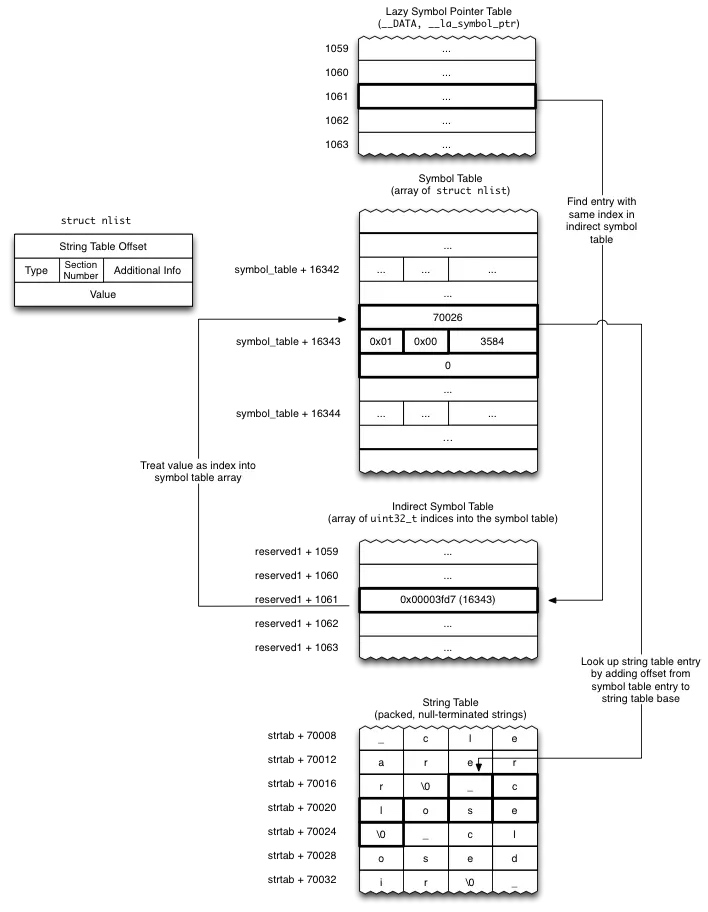 Lazy Symbol Pointer Table
(__DATA, __la_symbol_ptr)
1059 ...
1060 ...
1061 ...
1062 ...
1063 ...
Find entry with
same index in
indirect symbol
table
Symbol Table
(array of struct nlist)
struct nlist
String Table Offset
Type Section Number Additional Info
Value
...
symbol_table + 16342 ... ... ...
...
70026
symbol_table + 16343 0x01 0x00 3584
0
...
symbol_table + 16344 ... ... ...
...
Treat value as index into
symbol table array
Indirect Symbol Table
(array of uint32_t indices into the symbol table)
reserved1 + 1059 ...
reserved1 + 1060 ...
reserved1 + 1061 0x00003fd7 (16343)
reserved1 + 1062 ...
reserved1 + 1063 ...
Look up string table entry
by adding offset from
symbol table entry to
string table base
String Table
(packed, null-terminated strings)
strtab + 70008 _ c l e
strtab + 70012 a r e r
strtab + 70016 r \0 _ c
strtab + 70020 l o s e
strtab + 70024 \0 _ c l
strtab + 70028 o s e d
strtab + 70032 i r \0 _